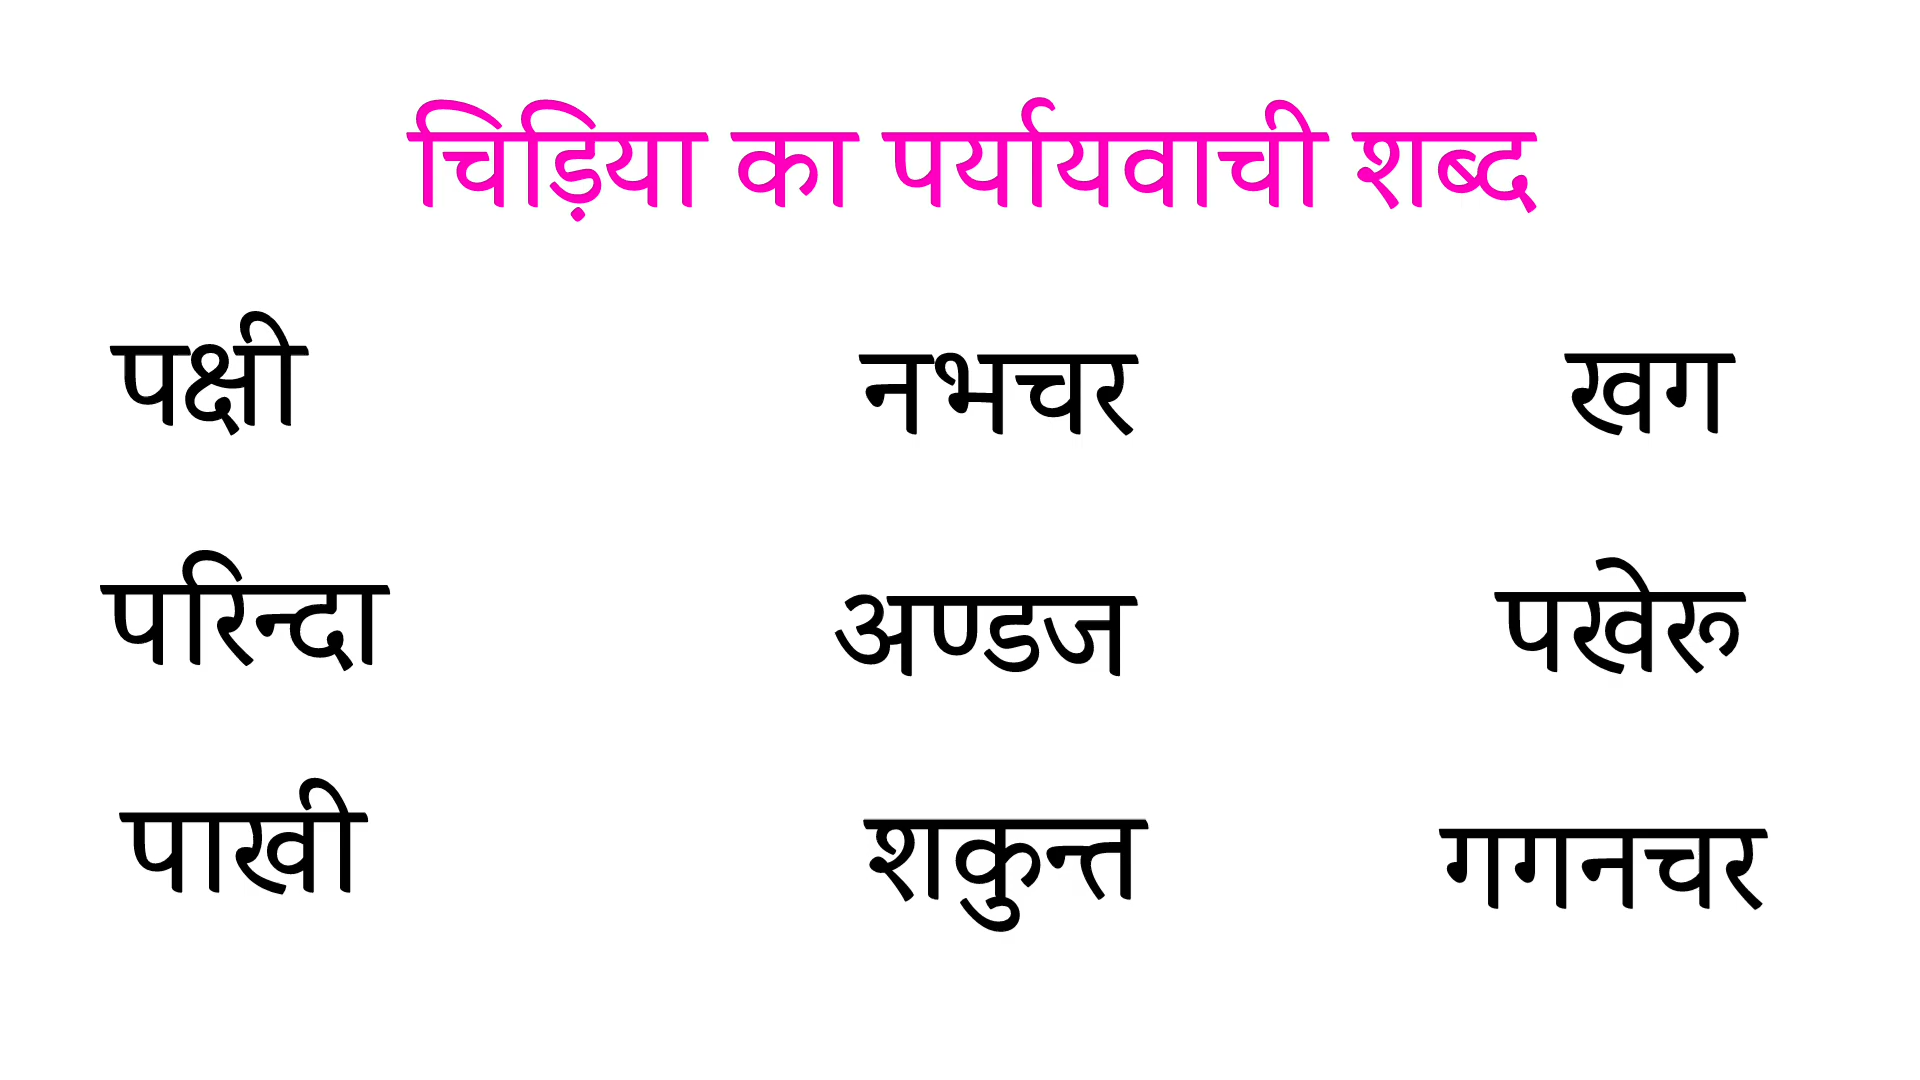 चिड़िया का पर्यायवाची शब्द
पक्षी नभचर खग
परिन्दा अण्डज पखेरू
पाखी शकुन्त गगनचर